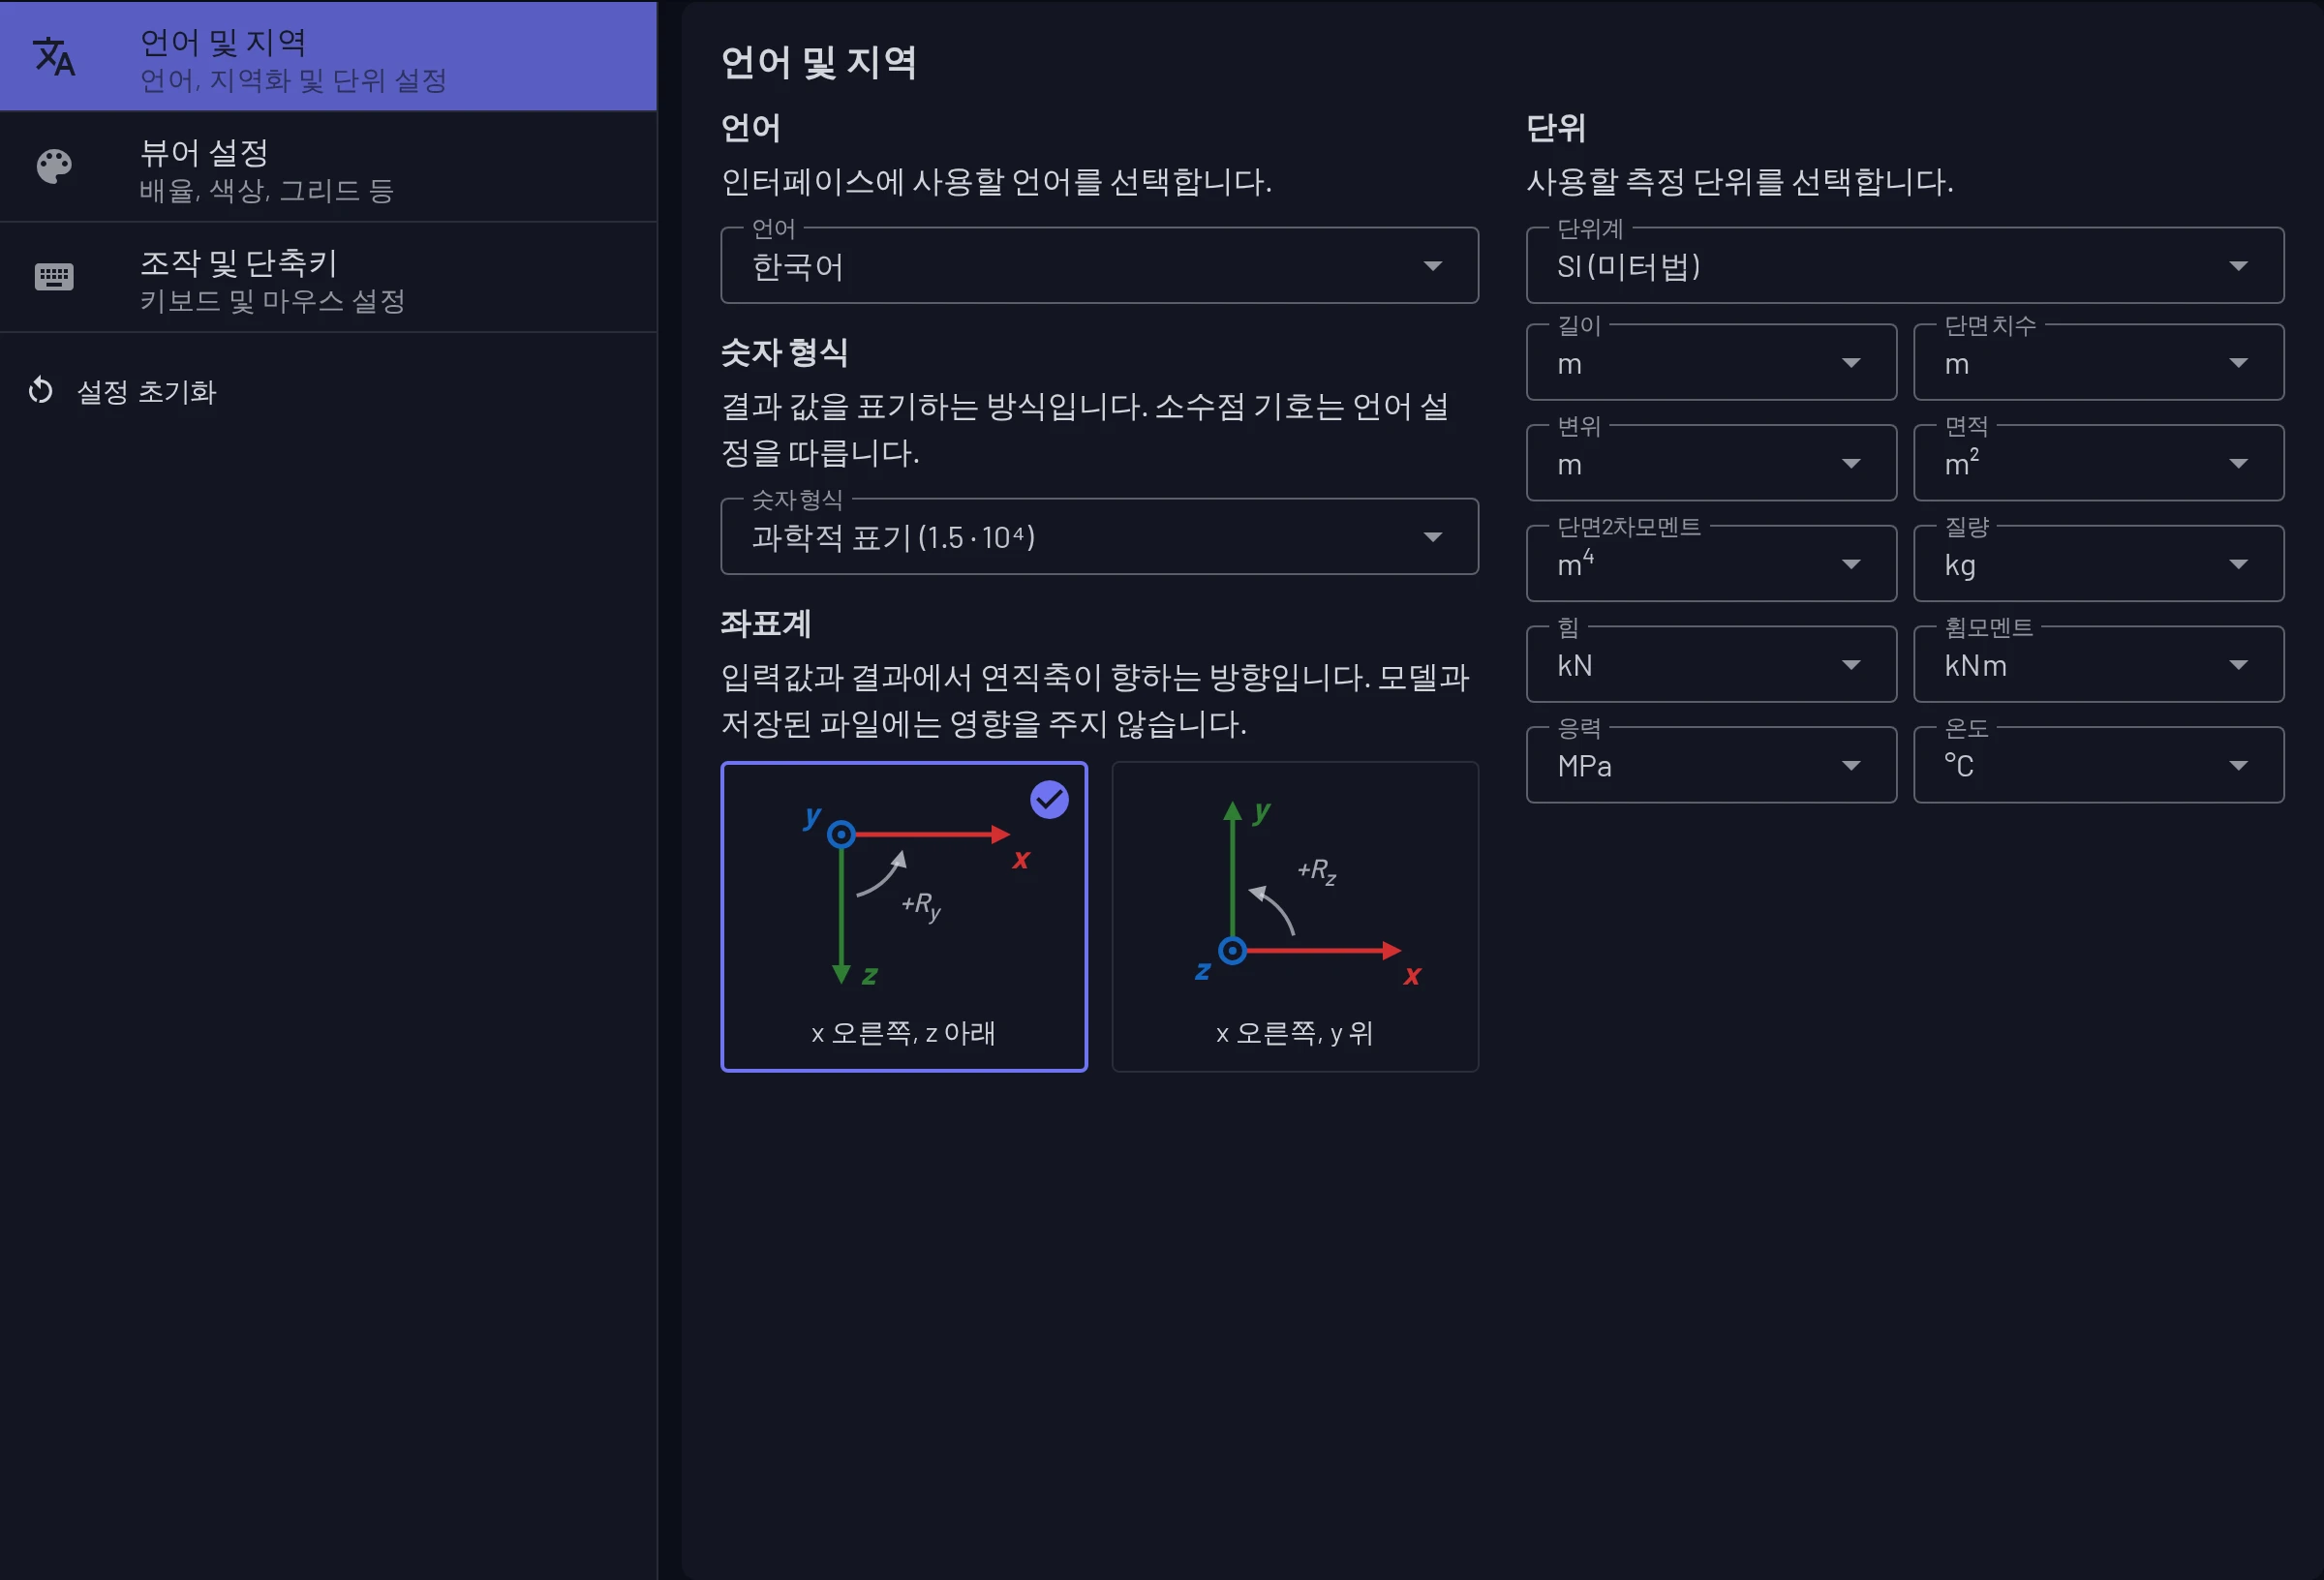 언어 및 지역
언어, 지역화 및 단위 설정
뷰어 설정
배율, 색상, 그리드 등
조작 및 단축키
키보드 및 마우스 설정
설정 초기화
언어 및 지역
언어
인터페이스에 사용할 언어를 선택합니다.
언어
한국어
숫자 형식
결과 값을 표기하는 방식입니다. 소수점 기호는 언어 설
정을 따릅니다.
숫자 형식
과학적 표기 (1.5 · 10⁴)
좌표계
입력값과 결과에서 연직축이 향하는 방향입니다. 모델과
저장된 파일에는 영향을 주지 않습니다.
y
x
+Ry
z
x 오른쪽, z 아래
y
+Rz
z
x
x 오른쪽, y 위
단위
사용할 측정 단위를 선택합니다.
단위계
SI (미터법)
길이
m
단면 치수
m
변위
m
면적
m²
단면2차모멘트
m⁴
질량
kg
힘
kN
휨모멘트
kNm
응력
MPa
온도
°C